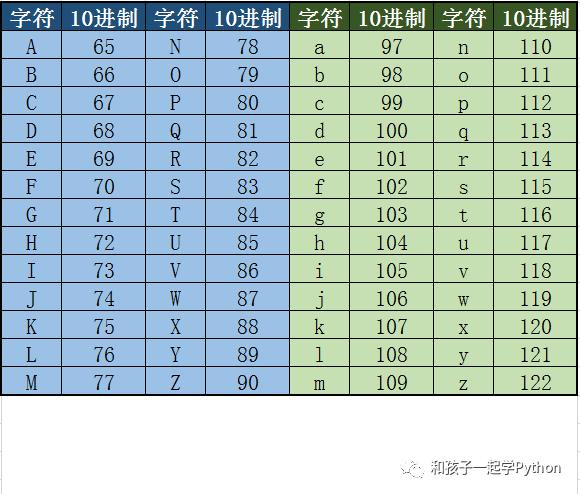 字符 10进制 字符 10进制 字符 10进制 字符 10进制
A 65 N 78 a 97 n 110
B 66 O 79 b 98 o 111
C 67 P 80 c 99 p 112
D 68 Q 81 d 100 q 113
E 69 R 82 e 101 r 114
F 70 S 83 f 102 s 115
G 71 T 84 g 103 t 116
H 72 U 85 h 104 u 117
I 73 V 86 i 105 v 118
J 74 W 87 j 106 w 119
K 75 X 88 k 107 x 120
L 76 Y 89 l 108 y 121
M 77 Z 90 m 109 z 122
和孩子一起学Python